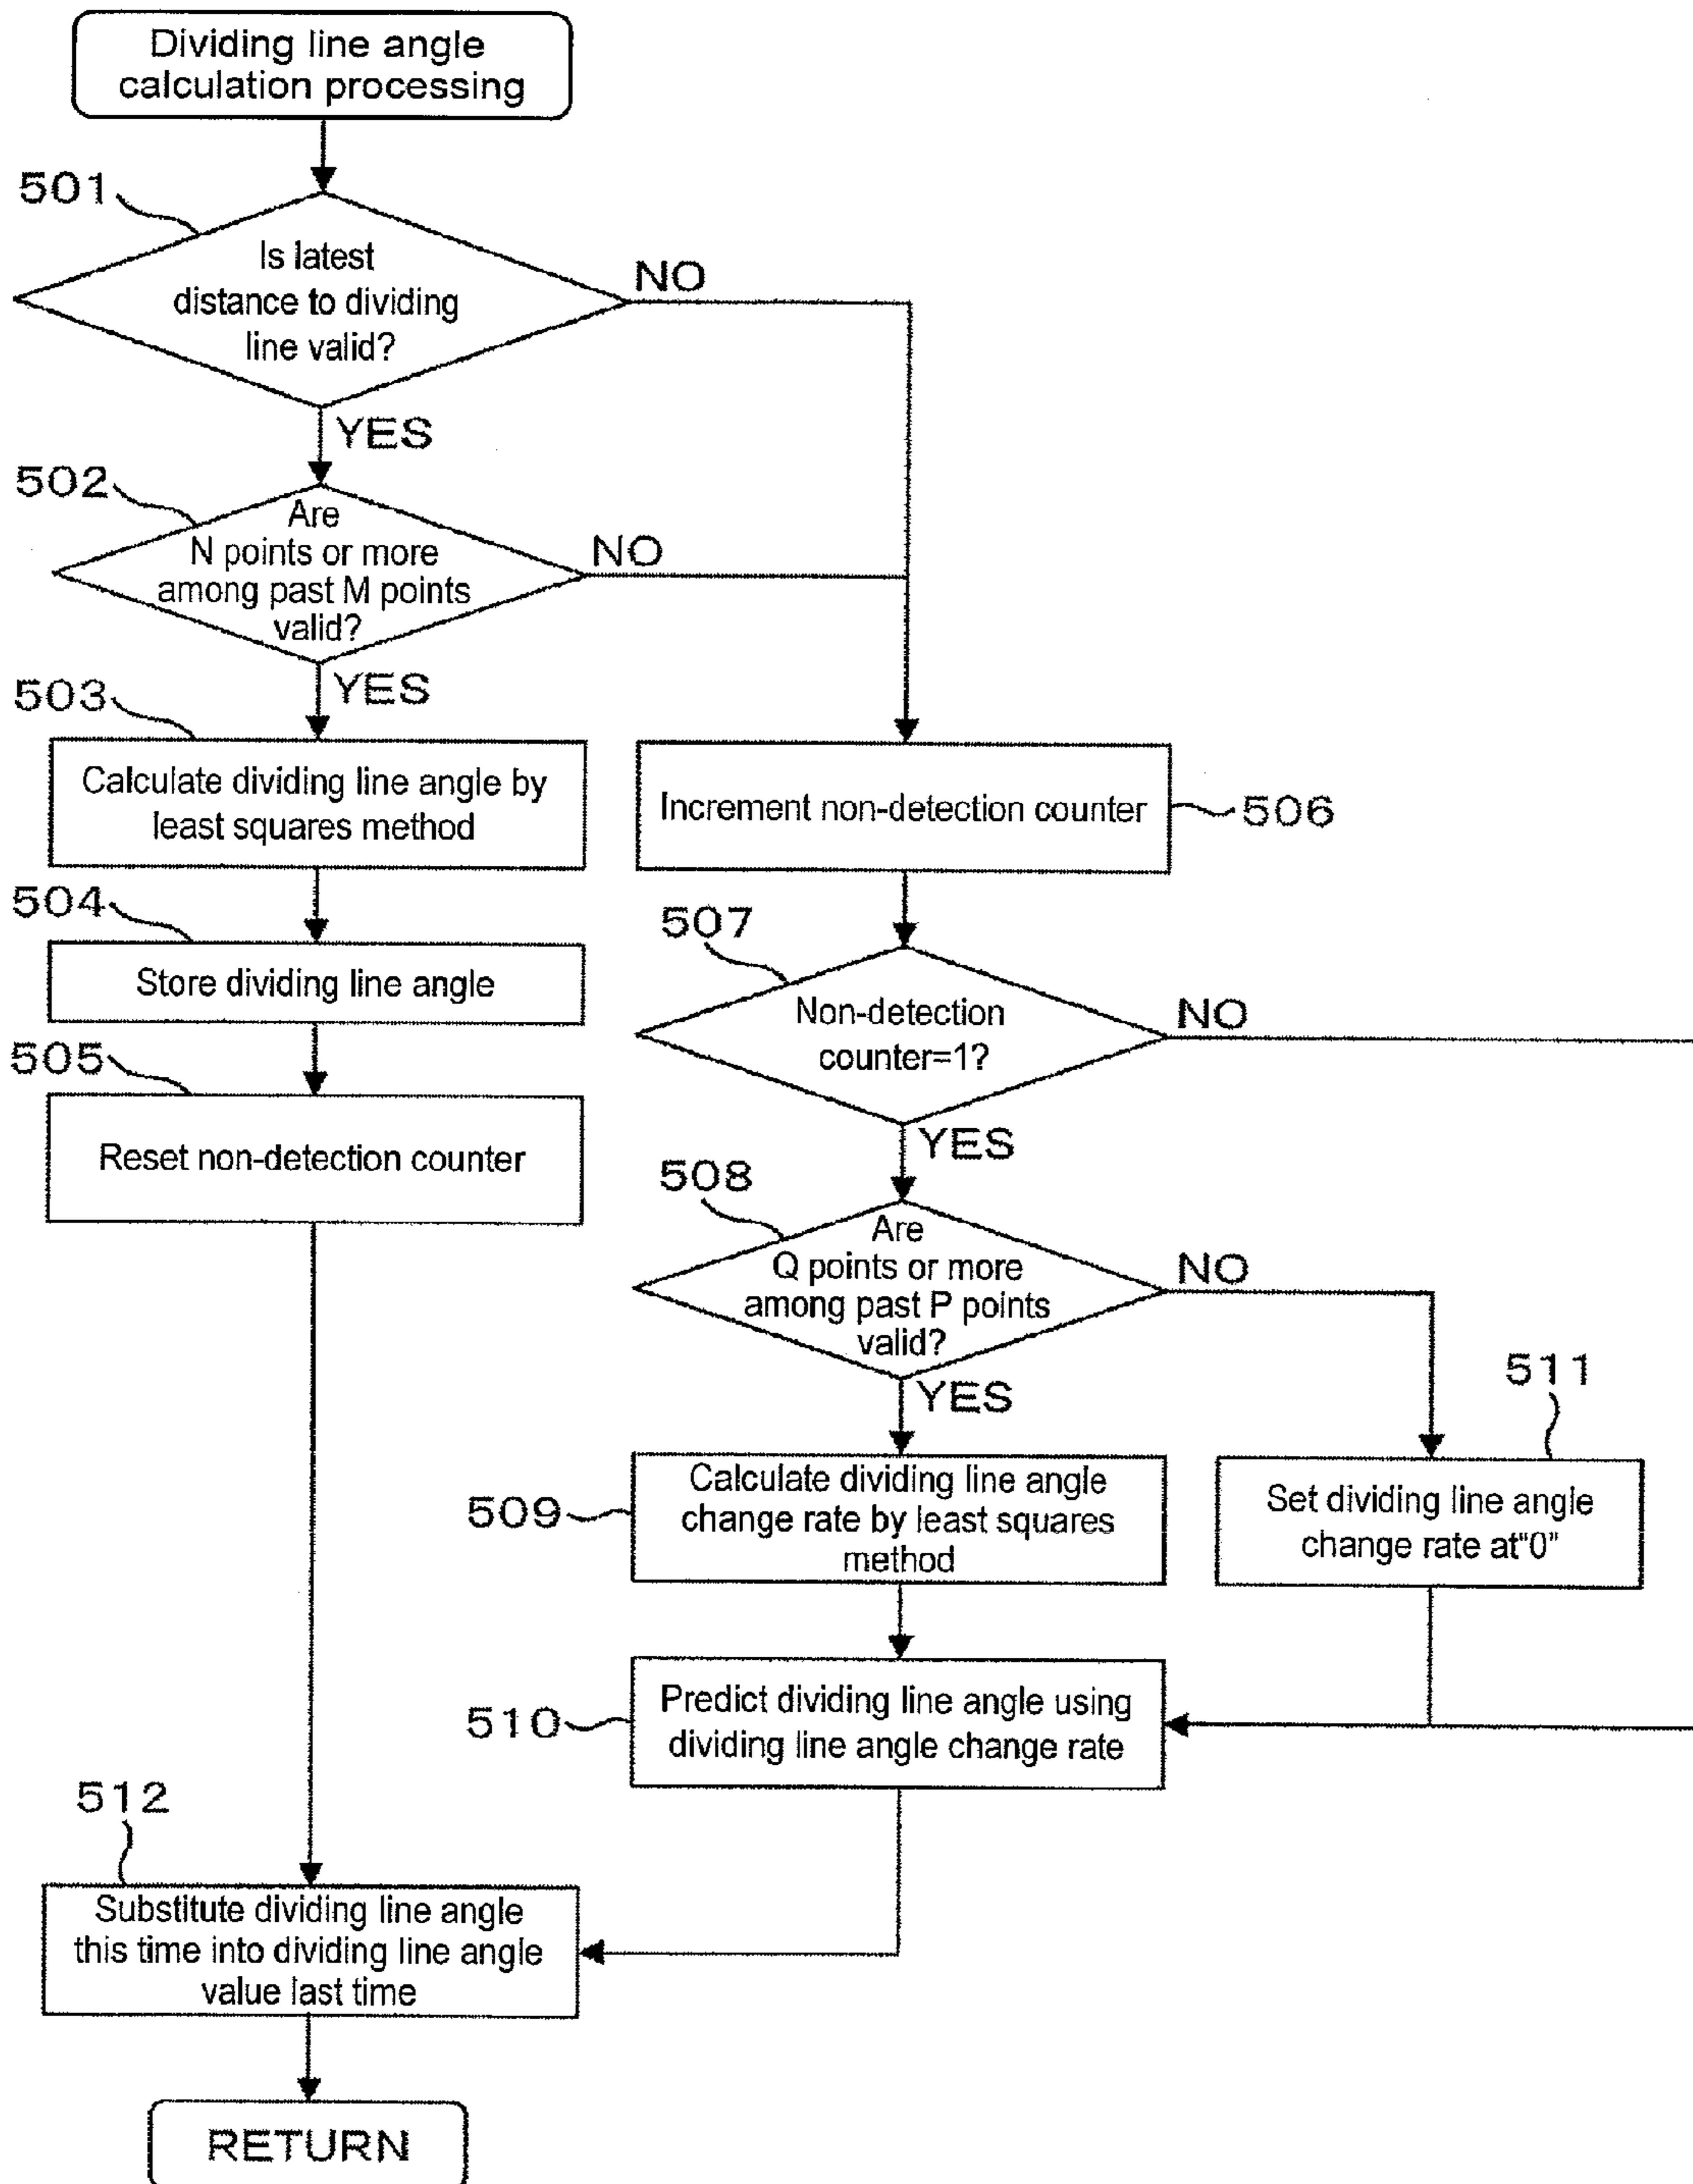 Dividing line angle
calculation processing
501
Is latest
distance to dividing
line valid?
NO
YES
502
Are
N points or more
among past M points
valid?
NO
YES
503
Calculate dividing line angle by
least squares method
Increment non-detection counter
506
504
Store dividing line angle
507
Non-detection
counter=1?
NO
YES
505
Reset non-detection counter
508
Are
Q points or more
among past P points
valid?
NO
YES
511
509
Calculate dividing line angle
change rate by least squares
method
Set dividing line angle
change rate at"0"
510
Predict dividing line angle using
dividing line angle change rate
512
Substitute dividing line angle
this time into dividing line angle
value last time
RETURN